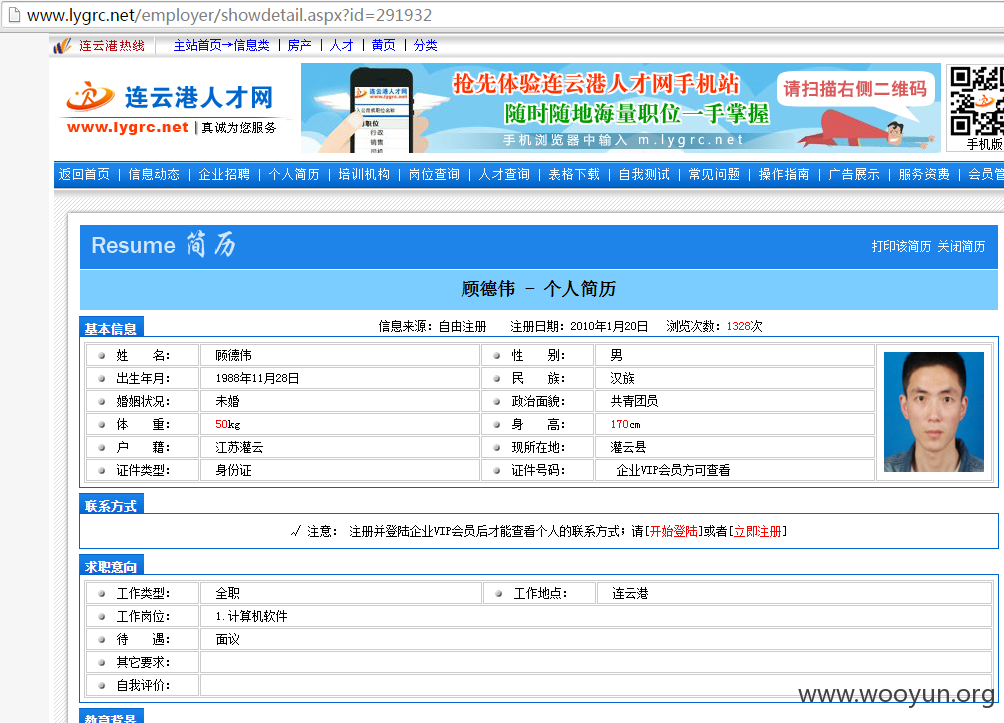 www.lygrc.net/employer/showdetail.aspx?id=291932
连云港热线 主站首页→信息类 | 房产 | 人才 | 黄页 | 分类
连云港人才网
www.lygrc.net | 真诚为您服务
抢先体验连云港人才网手机站
随时随地海量职位一手掌握
手机浏览器中输入 m.lygrc.net
请扫描右侧二维码
手机版
返回首页 | 信息动态 | 企业招聘 | 个人简历 | 培训机构 | 岗位查询 | 人才查询 | 表格下载 | 自我测试 | 常见问题 | 操作指南 | 广告展示 | 服务资费 | 会员管
Resume 简历
打印该简历 关闭简历
顾德伟 - 个人简历
基本信息 信息来源：自由注册 注册日期：2010年1月20日 浏览次数：1328次
姓 名： 顾德伟 性 别： 男
出生年月： 1988年11月28日 民 族： 汉族
婚姻状况： 未婚 政治面貌： 共青团员
体 重： 50kg 身 高： 170cm
户 籍： 江苏灌云 现所在地： 灌云县
证件类型： 身份证 证件号码： 企业VIP会员方可查看
联系方式
√ 注意： 注册并登陆企业VIP会员后才能查看个人的联系方式；请[开始登陆]或者[立即注册]
求职意向
工作类型： 全职 工作地点： 连云港
工作岗位： 1.计算机软件
待 遇： 面议
其它要求：
自我评价：
www.wooyun.org
教育背景